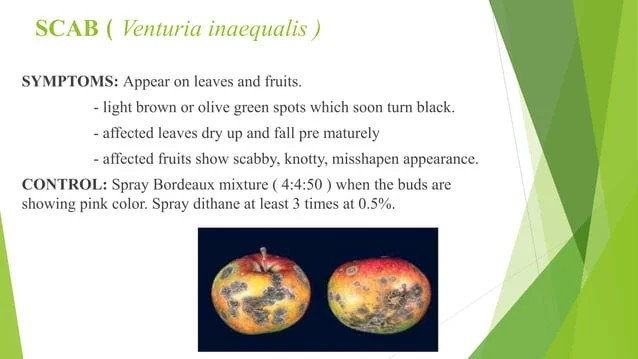 SCAB ( Venturia inaequalis )
SYMPTOMS: Appear on leaves and fruits.
- light brown or olive green spots which soon turn black.
- affected leaves dry up and fall pre maturely
- affected fruits show scabby, knotty, misshapen appearance.
CONTROL: Spray Bordeaux mixture ( 4:4:50 ) when the buds are
showing pink color. Spray dithane at least 3 times at 0.5%.